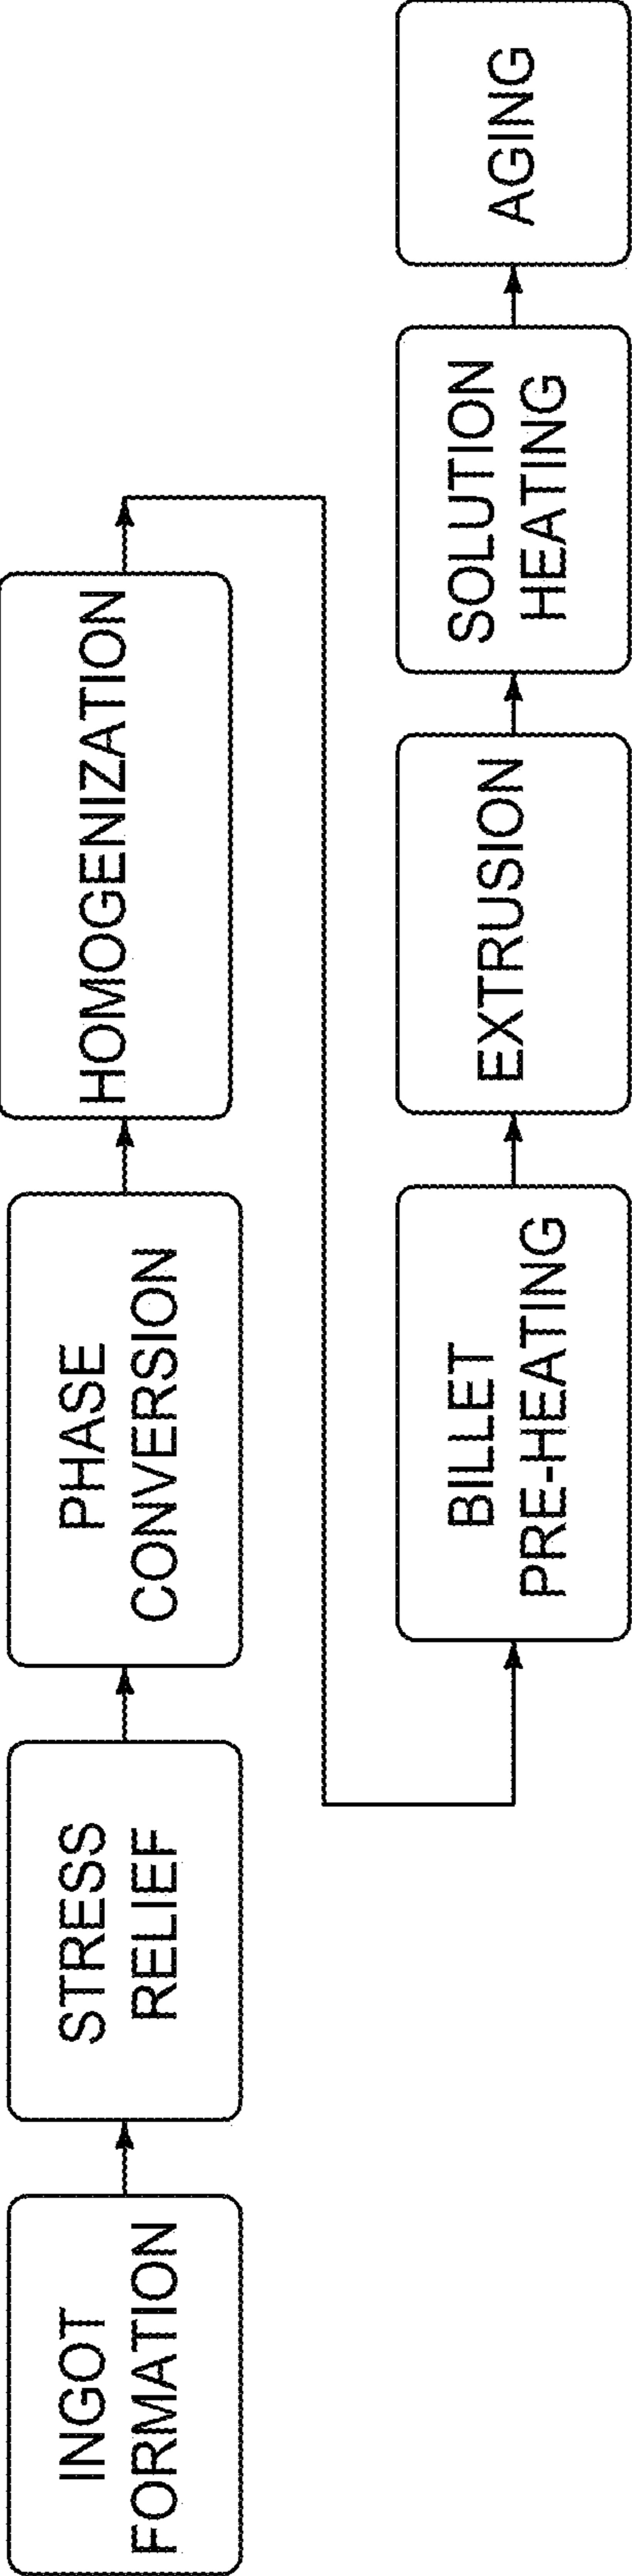 INGOT
FORMATION
STRESS
RELIEF
PHASE
CONVERSION
HOMOGENIZATION
BILLET
PRE-HEATING
EXTRUSION
SOLUTION
HEATING
AGING